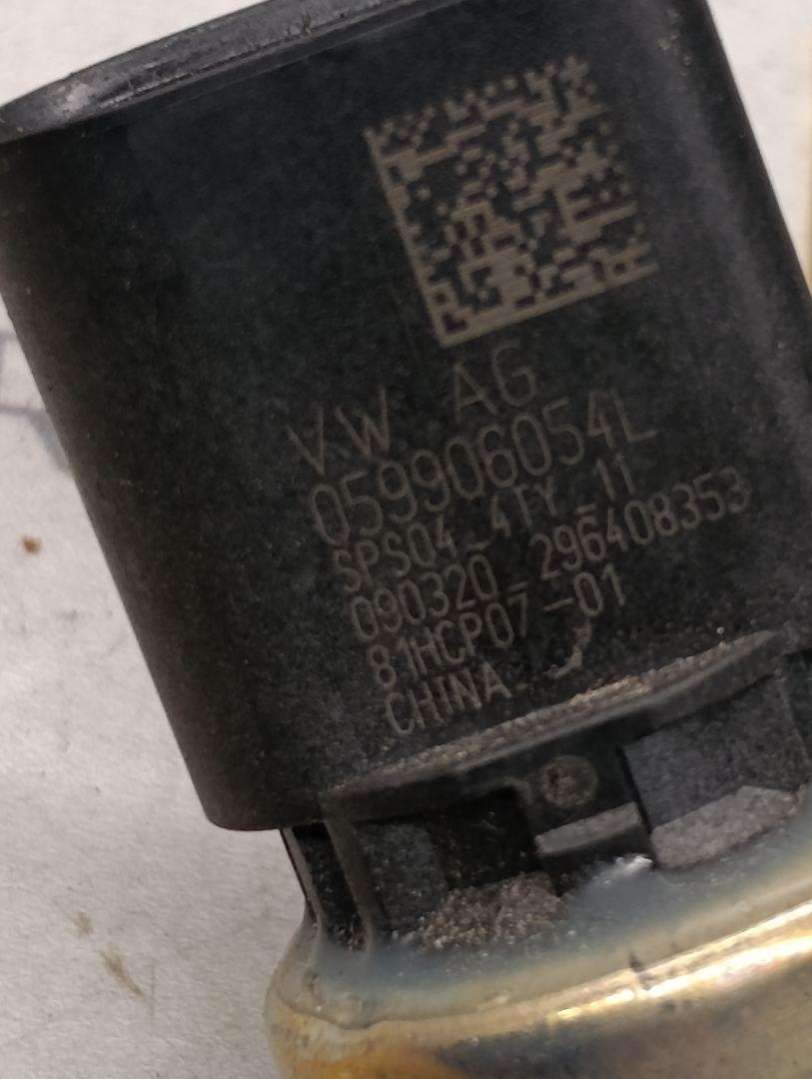 VW AG
059906054L
SPS04_4TY_11
090320_296408353
81HCP07-01
CHINA